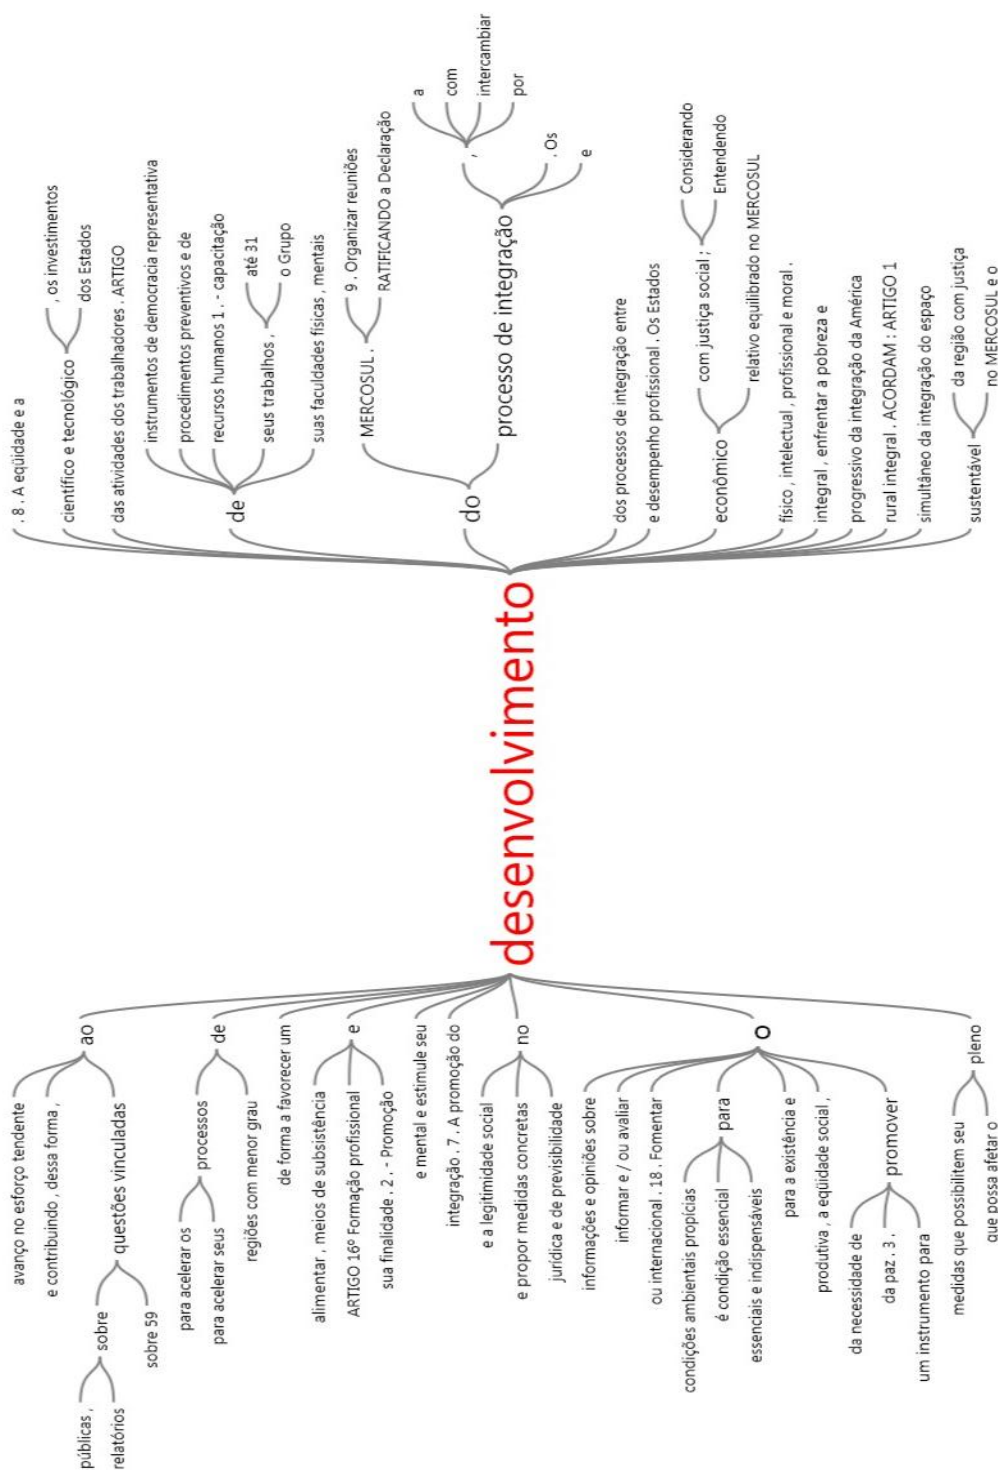 públicas ,
relatórios
sobre
sobre 59
avanço no esforço tendente
e contribuindo , dessa forma ,
questões vinculadas
ao
para acelerar os
para acelerar seus
processos
regiões com menor grau
de
de forma a favorecer um
alimentar , meios de subsistência
ARTIGO 16º Formação profissional
sua finalidade . 2 . - Promoção
e
e mental e estimule seu
integração . 7 . A promoção do
e a legitimidade social
e propor medidas concretas
jurídica e de previsibilidade
no
informações e opiniões sobre
informar e / ou avaliar
ou internacional . 18 . Fomentar
condições ambientais propícias
é condição essencial
essenciais e indispensáveis
para
para a existência e
produtiva , a eqüidade social ,
da necessidade de
da paz . 3 .
um instrumento para
promover
o
medidas que possibilitem seu
que possa afetar o
pleno
desenvolvimento
. 8 . A eqüidade e a
científico e tecnológico
, os investimentos
dos Estados
das atividades dos trabalhadores . ARTIGO
de
instrumentos de democracia representativa
procedimentos preventivos e de
recursos humanos 1 . - capacitação
seus trabalhos ,
até 31
o Grupo
suas faculdades físicas , mentais
do
MERCOSUL .
9 . Organizar reuniões
RATIFICANDO a Declaração
processo de integração
,
a
com
intercambiar
por
. Os
e
dos processos de integração entre
e desempenho profissional . Os Estados
econômico
com justiça social ;
Considerando
Entendendo
relativo equilibrado no MERCOSUL
físico , intelectual , profissional e moral .
integral , enfrentar a pobreza e
progressivo da integração da América
rural integral . ACORDAM : ARTIGO 1
simultâneo da integração do espaço
sustentável
da região com justiça
no MERCOSUL e o